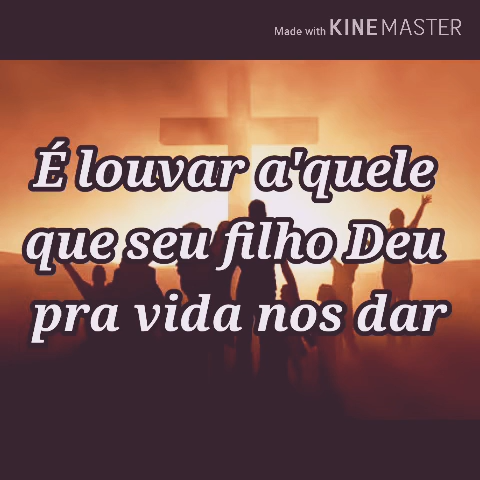 Made with KINEMASTER
É louvar a'quele
que seu filho Deu
pra vida nos dar